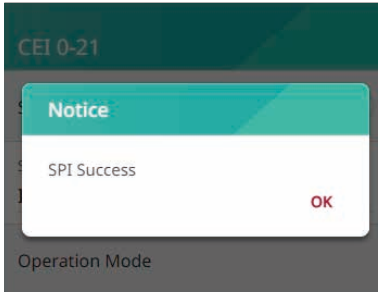 CEI 0-21
Notice
SPI Success
OK
Operation Mode